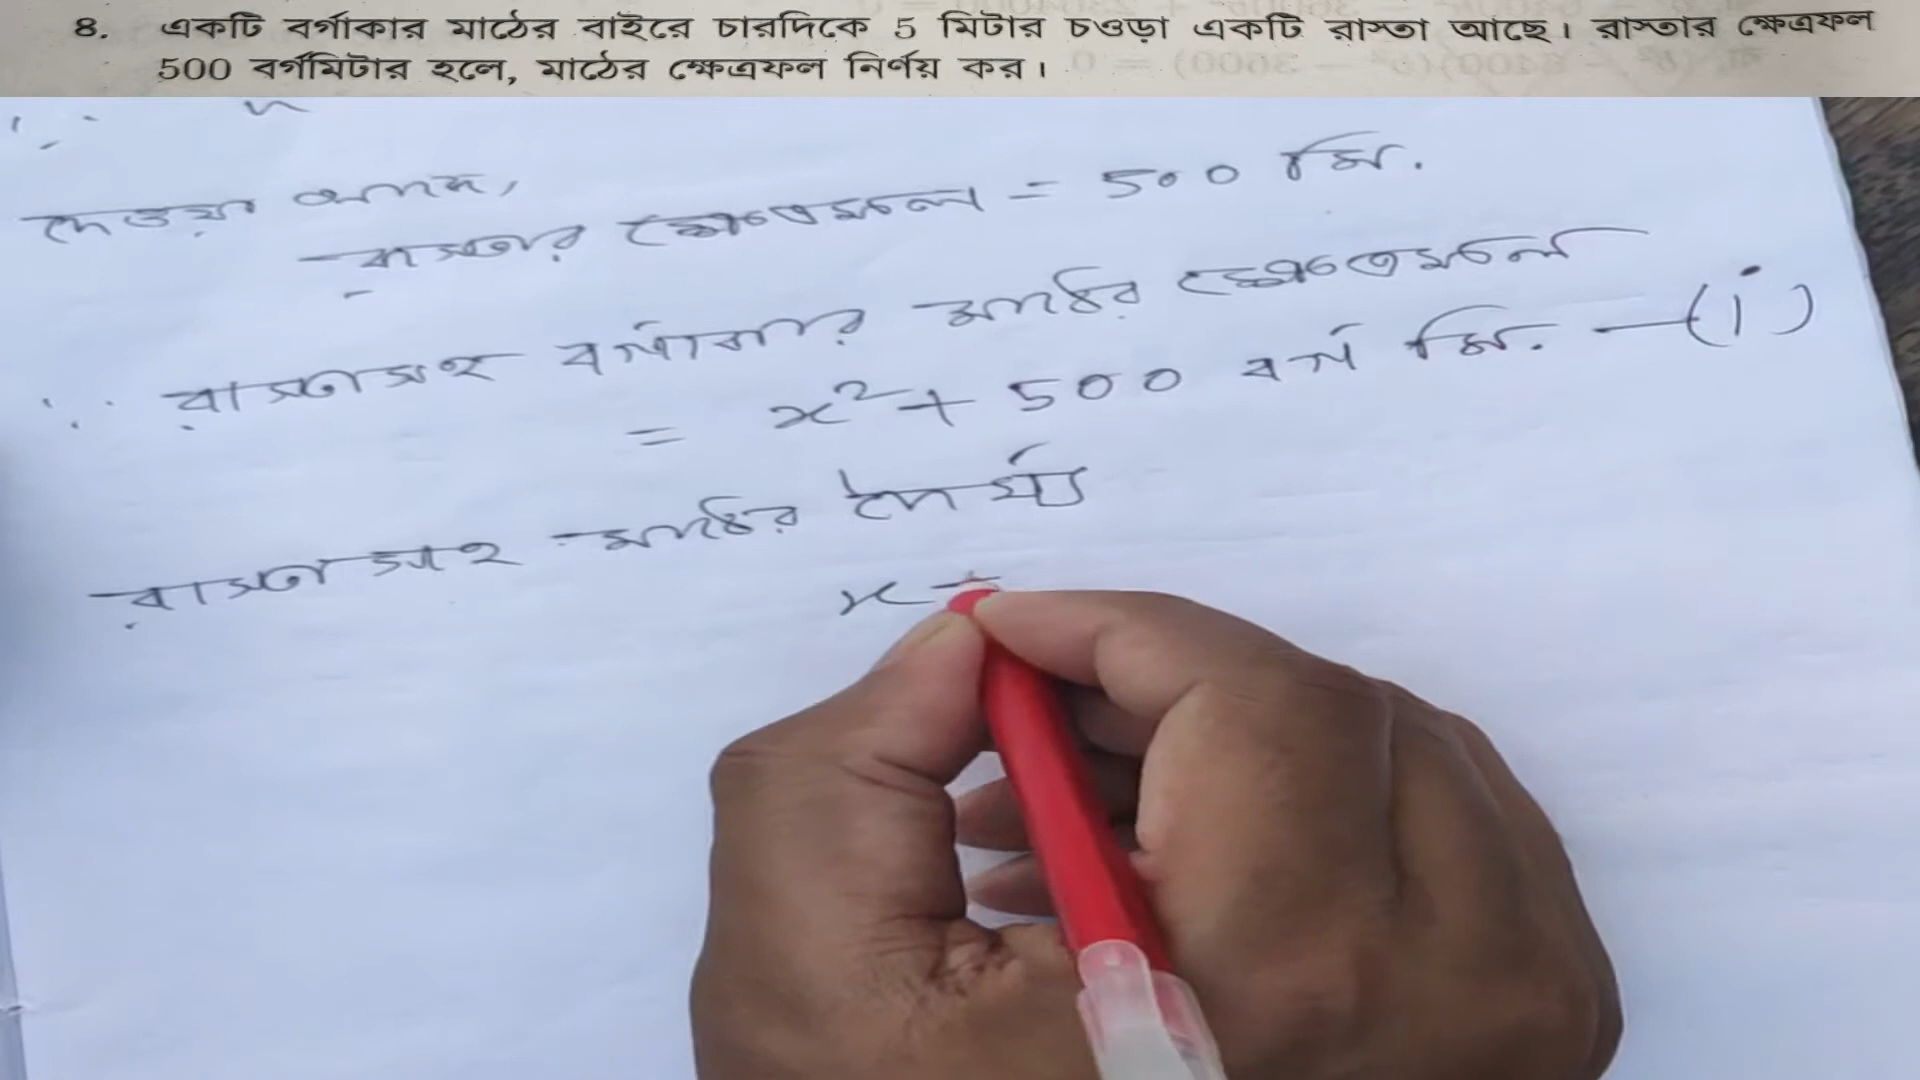 8. একটি বর্গাকার মাঠের বাইরে চারদিকে 5 মিটার চওড়া একটি রাস্তা আছে। রাস্তার ক্ষেত্রফল
500 বর্গমিটার হলে, মাঠের ক্ষেত্রফল নির্ণয় কর।
দেওয়া আছে,
রাস্তার ক্ষেত্রফল = 500 মি.
∴ রাস্তাসহ বর্গাকার মাঠের ক্ষেত্রফল
= x² + 500 বর্গ মি. —(i)
রাস্তাসহ মাঠের দৈর্ঘ্য
x +